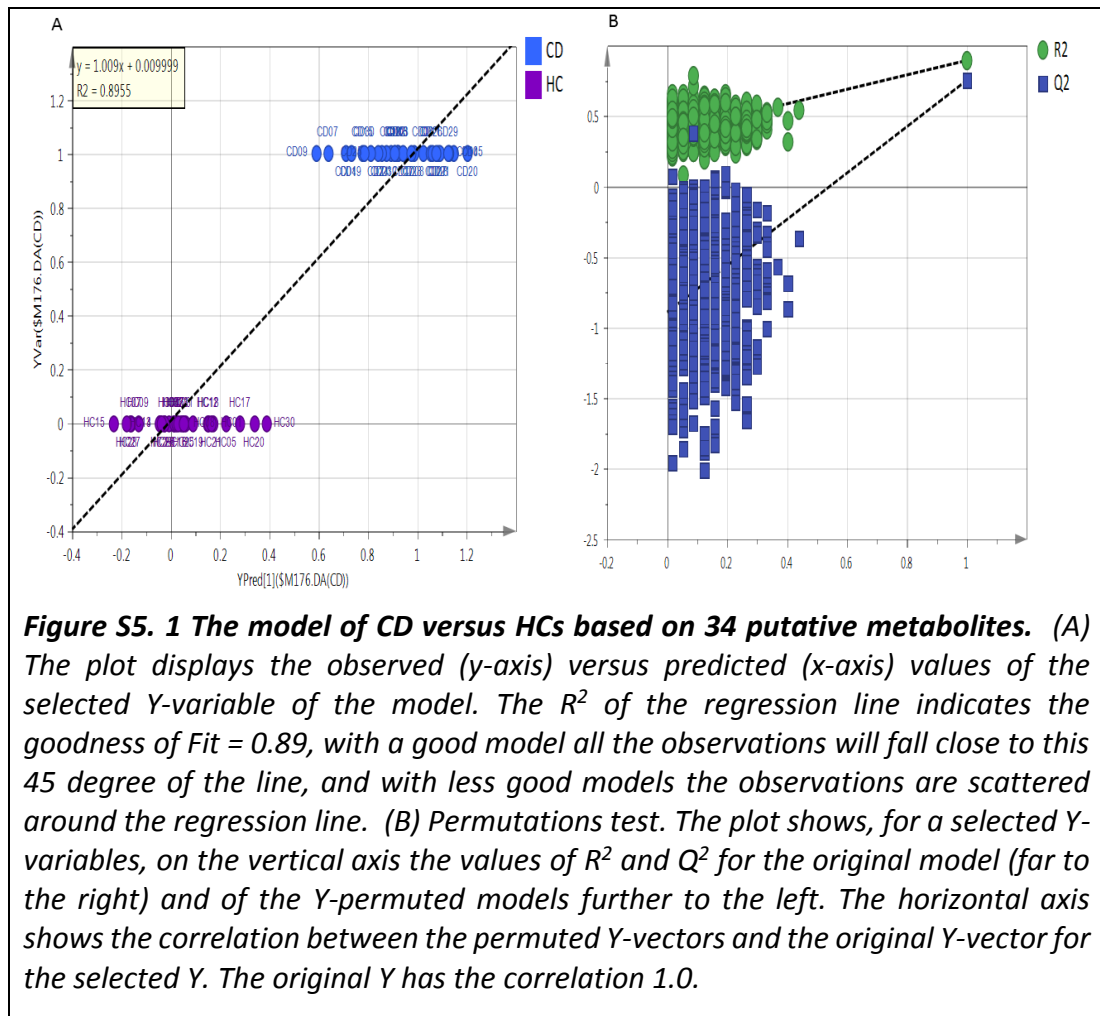 A
B
y = 1.009x + 0.009999
R2 = 0.8955
CD
HC
R2
Q2
YVar($M176.DA(CD))
1.2
1
0.8
0.6
0.4
0.2
0
-0.2
-0.4
CD07
CD29
CD09
CD20
HC09
HC17
HC15
HC30
HC05
HC20
-0.4
-0.2
0
0.2
0.4
0.6
0.8
1
1.2
YPred[1]($M176.DA(CD))
0.5
0
-0.5
-1
-1.5
-2
-2.5
-0.2
0
0.2
0.4
0.6
0.8
1
Figure S5. 1 The model of CD versus HCs based on 34 putative metabolites. (A)
The plot displays the observed (y-axis) versus predicted (x-axis) values of the
selected Y-variable of the model. The R² of the regression line indicates the
goodness of Fit = 0.89, with a good model all the observations will fall close to this
45 degree of the line, and with less good models the observations are scattered
around the regression line. (B) Permutations test. The plot shows, for a selected Y-
variables, on the vertical axis the values of R² and Q² for the original model (far to
the right) and of the Y-permuted models further to the left. The horizontal axis
shows the correlation between the permuted Y-vectors and the original Y-vector for
the selected Y. The original Y has the correlation 1.0.